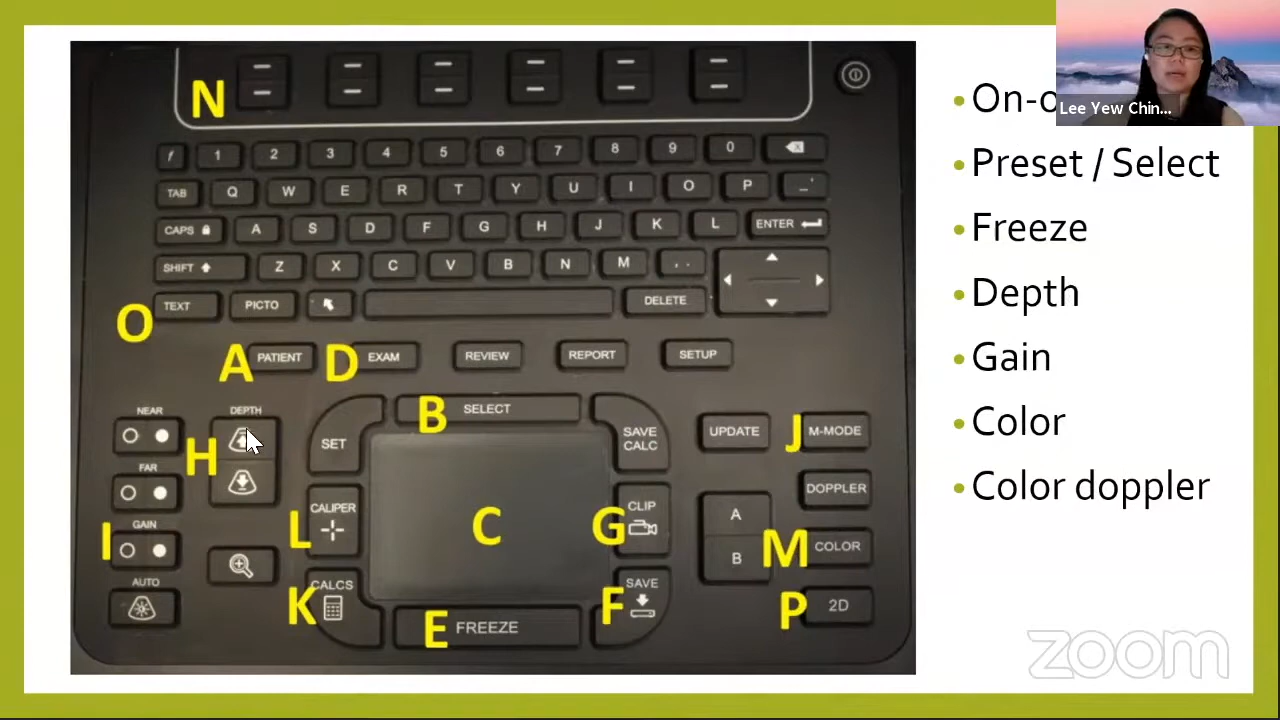 N
f 1 2 3 4 5 6 7 8 9 0
TAB Q W E R T Y U I O P _ '
CAPS A S D F G H J K L ENTER
SHIFT Z X C V B N M , .
O TEXT PICTO DELETE
A PATIENT D EXAM REVIEW REPORT SETUP
NEAR DEPTH B SELECT
SET SAVE CALC UPDATE J M-MODE
H
FAR
L CALIPER C G CLIP A DOPPLER
I GAIN B M COLOR
AUTO K CALCS F SAVE P 2D
E FREEZE
• On-o
• Preset / Select
• Freeze
• Depth
• Gain
• Color
• Color doppler
Lee Yew Chin...
zoom